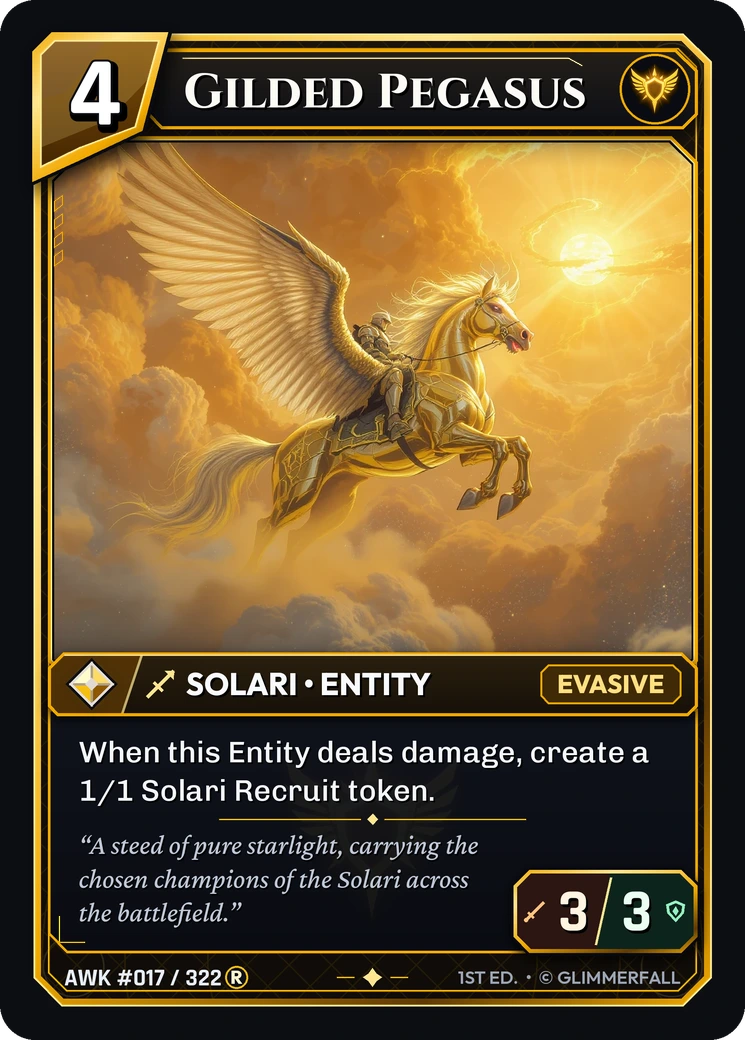 4
GILDED PEGASUS
SOLARI • ENTITY
EVASIVE
When this Entity deals damage, create a
1/1 Solari Recruit token.
“A steed of pure starlight, carrying the
chosen champions of the Solari across
the battlefield.”
3 / 3
AWK #017 / 322 R
1ST ED. • © GLIMMERFALL